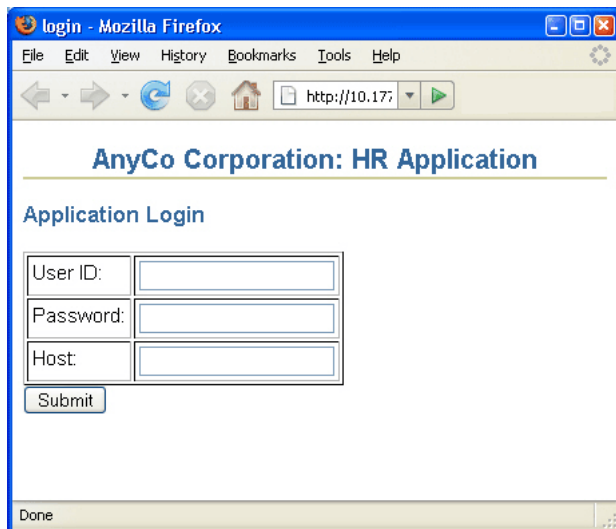 login - Mozilla Firefox
File Edit View History Bookmarks Tools Help
http://10.177
AnyCo Corporation: HR Application
Application Login
User ID:
Password:
Host:
Submit
Done